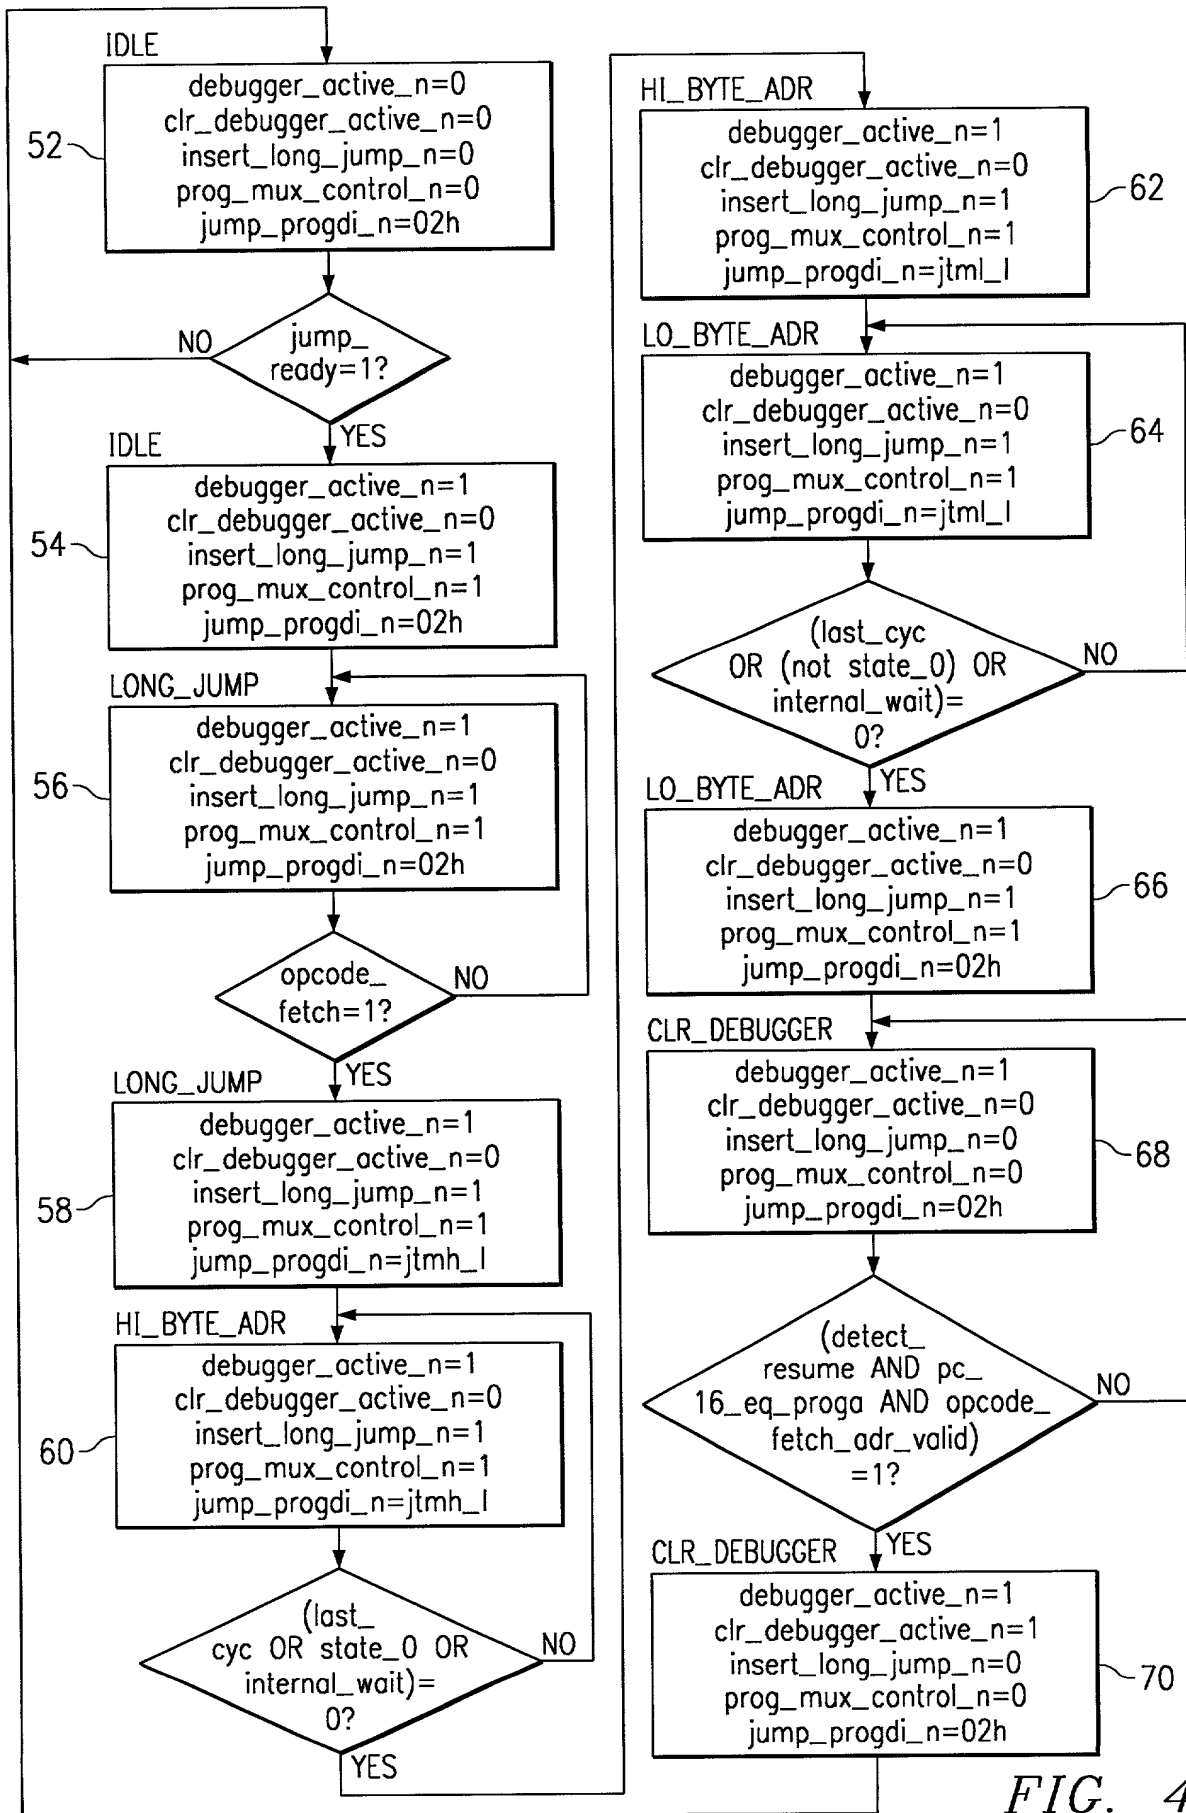 IDLE
debugger_active_n=0
clr_debugger_active_n=0
insert_long_jump_n=0
prog_mux_control_n=0
jump_progdi_n=02h
52
jump_
ready=1?
NO
YES
IDLE
debugger_active_n=1
clr_debugger_active_n=0
insert_long_jump_n=1
prog_mux_control_n=1
jump_progdi_n=02h
54
LONG_JUMP
debugger_active_n=1
clr_debugger_active_n=0
insert_long_jump_n=1
prog_mux_control_n=1
jump_progdi_n=02h
56
opcode_
fetch=1?
NO
YES
LONG_JUMP
debugger_active_n=1
clr_debugger_active_n=0
insert_long_jump_n=1
prog_mux_control_n=1
jump_progdi_n=jtmh_l
58
HI_BYTE_ADR
debugger_active_n=1
clr_debugger_active_n=0
insert_long_jump_n=1
prog_mux_control_n=1
jump_progdi_n=jtmh_l
60
(last_
cyc OR state_0 OR
internal_wait)=
0?
NO
YES
HI_BYTE_ADR
debugger_active_n=1
clr_debugger_active_n=0
insert_long_jump_n=1
prog_mux_control_n=1
jump_progdi_n=jtml_l
62
LO_BYTE_ADR
debugger_active_n=1
clr_debugger_active_n=0
insert_long_jump_n=1
prog_mux_control_n=1
jump_progdi_n=jtml_l
64
(last_cyc
OR (not state_0) OR
internal_wait)=
0?
NO
YES
LO_BYTE_ADR
debugger_active_n=1
clr_debugger_active_n=0
insert_long_jump_n=1
prog_mux_control_n=1
jump_progdi_n=02h
66
CLR_DEBUGGER
debugger_active_n=1
clr_debugger_active_n=0
insert_long_jump_n=0
prog_mux_control_n=0
jump_progdi_n=02h
68
(detect_
resume AND pc_
16_eq_proga AND opcode_
fetch_adr_valid)
=1?
NO
YES
CLR_DEBUGGER
debugger_active_n=1
clr_debugger_active_n=1
insert_long_jump_n=0
prog_mux_control_n=0
jump_progdi_n=02h
70
FIG. 4